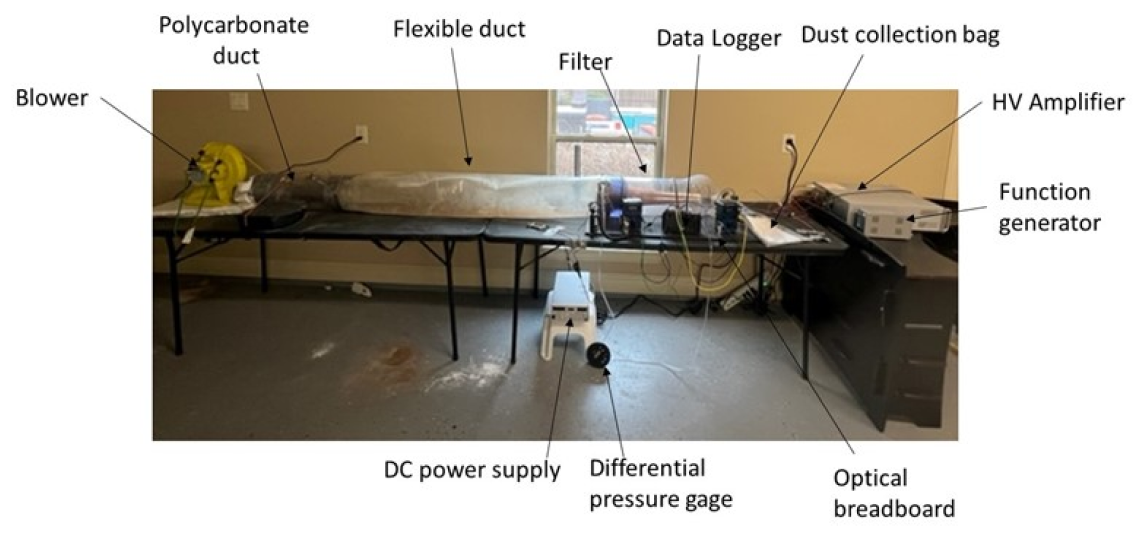 Polycarbonate
duct
Flexible duct
Filter
Data Logger
Dust collection bag
Blower
HV Amplifier
Function
generator
DC power supply
Differential
pressure gage
Optical
breadboard